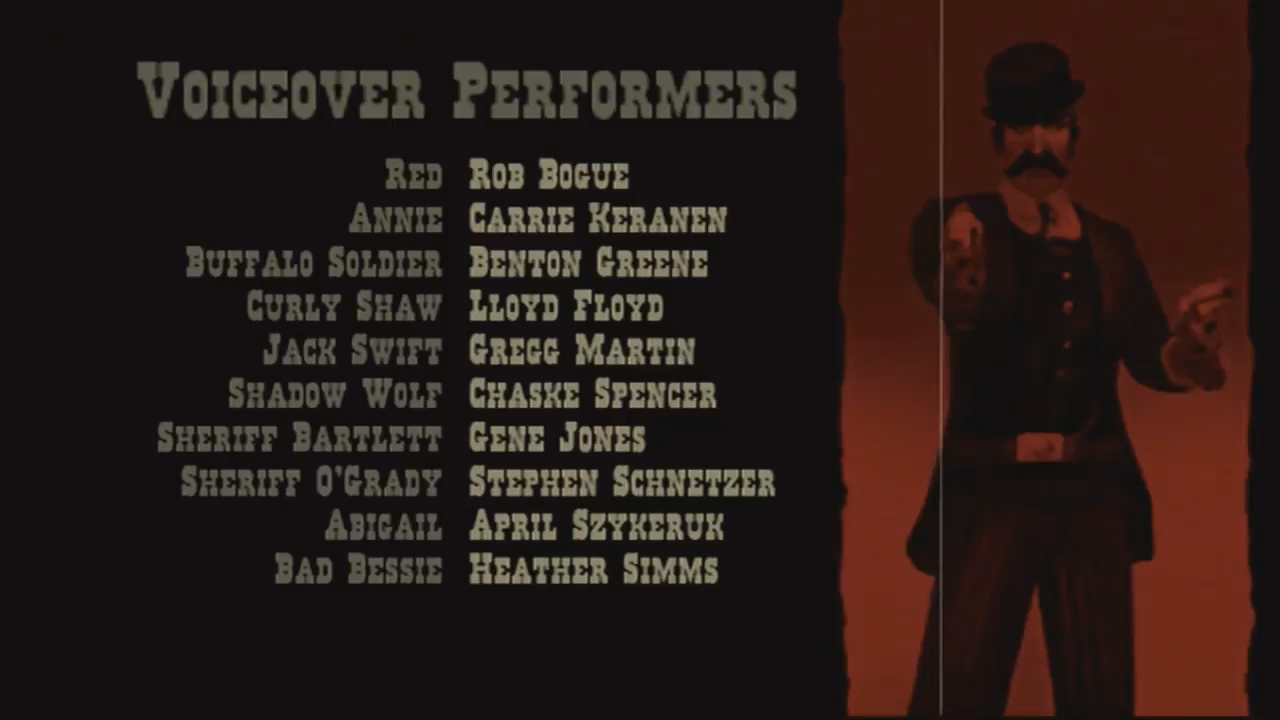 Voiceover Performers
Red Rob Bogue
Annie Carrie Keranen
Buffalo Soldier Benton Greene
Curly Shaw Lloyd Floyd
Jack Swift Gregg Martin
Shadow Wolf Chaske Spencer
Sheriff Bartlett Gene Jones
Sheriff O'Grady Stephen Schnetzer
Abigail April Szykeruk
Bad Bessie Heather Simms